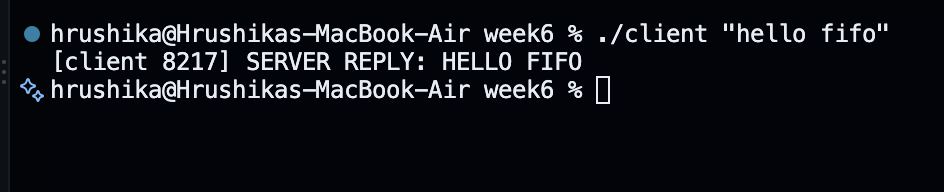 hrushika@Hrushikas-MacBook-Air week6 % ./client "hello fifo"
[client 8217] SERVER REPLY: HELLO FIFO
hrushika@Hrushikas-MacBook-Air week6 %